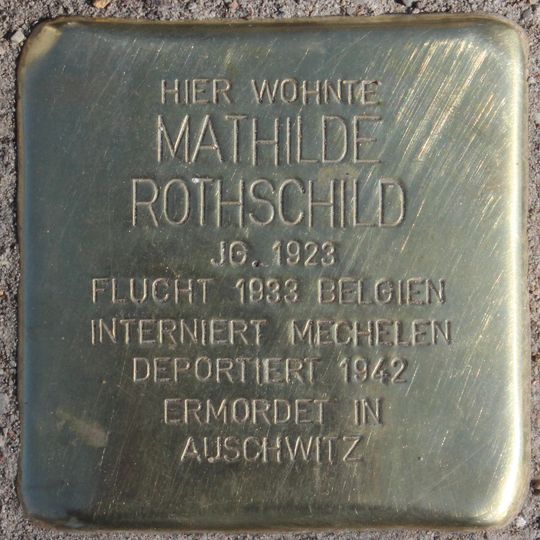 HIER WOHNTE
MATHILDE
ROTHSCHILD
JG. 1923
FLUCHT 1933 BELGIEN
INTERNIERT MECHELEN
DEPORTIERT 1942
ERMORDET IN
AUSCHWITZ